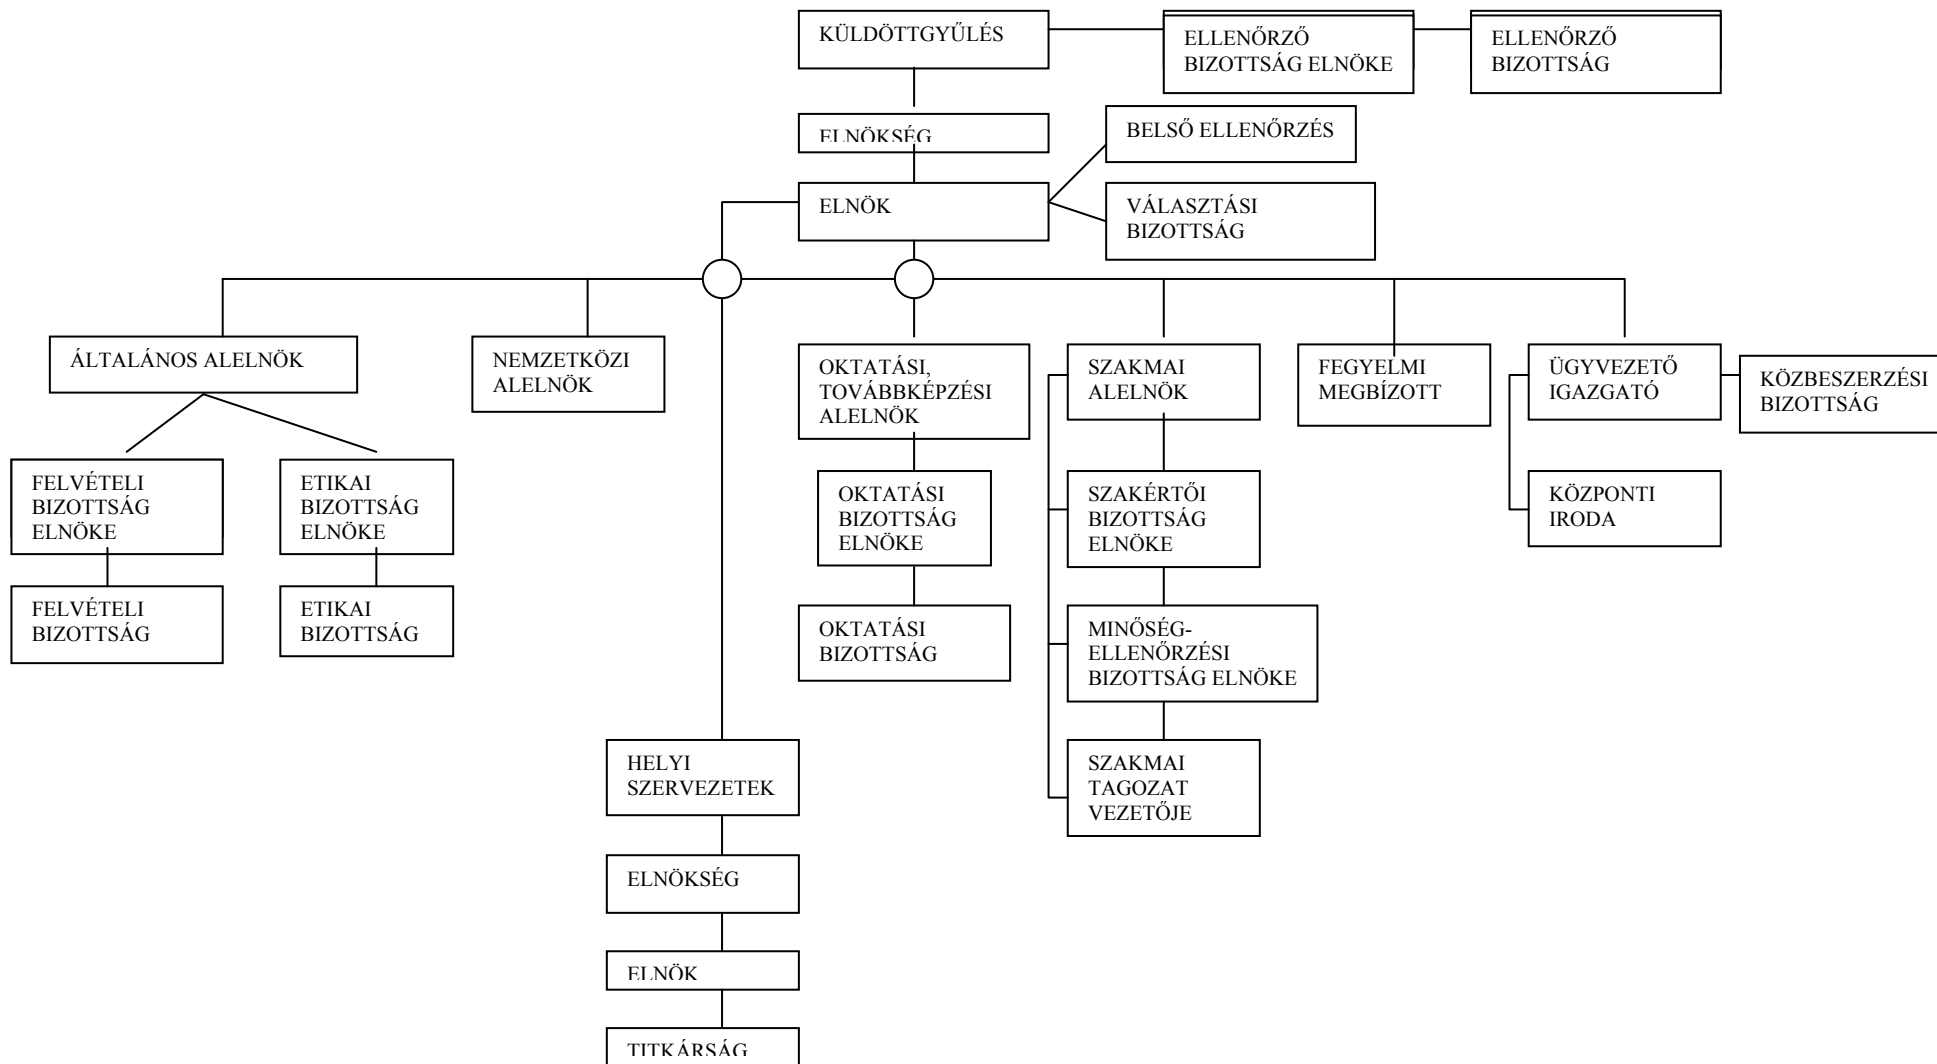 KÜLDÖTTGYŰLÉS
ELLENŐRZŐ
BIZOTTSÁG ELNÖKE
ELLENŐRZŐ
BIZOTTSÁG
ELNÖKSÉG
BELSŐ ELLENŐRZÉS
ELNÖK
VÁLASZTÁSI
BIZOTTSÁG
ÁLTALÁNOS ALELNÖK
NEMZETKÖZI
ALELNÖK
OKTATÁSI,
TOVÁBBKÉPZÉSI
ALELNÖK
SZAKMAI
ALELNÖK
FEGYELMI
MEGBÍZOTT
ÜGYVEZETŐ
IGAZGATÓ
KÖZBESZERZÉSI
BIZOTTSÁG
FELVÉTELI
BIZOTTSÁG
ELNÖKE
ETIKAI
BIZOTTSÁG
ELNÖKE
OKTATÁSI
BIZOTTSÁG
ELNÖKE
SZAKÉRTŐI
BIZOTTSÁG
ELNÖKE
KÖZPONTI
IRODA
FELVÉTELI
BIZOTTSÁG
ETIKAI
BIZOTTSÁG
OKTATÁSI
BIZOTTSÁG
MINŐSÉG-
ELLENŐRZÉSI
BIZOTTSÁG ELNÖKE
HELYI
SZERVEZETEK
SZAKMAI
TAGOZAT
VEZETŐJE
ELNÖKSÉG
ELNÖK
TITKÁRSÁG